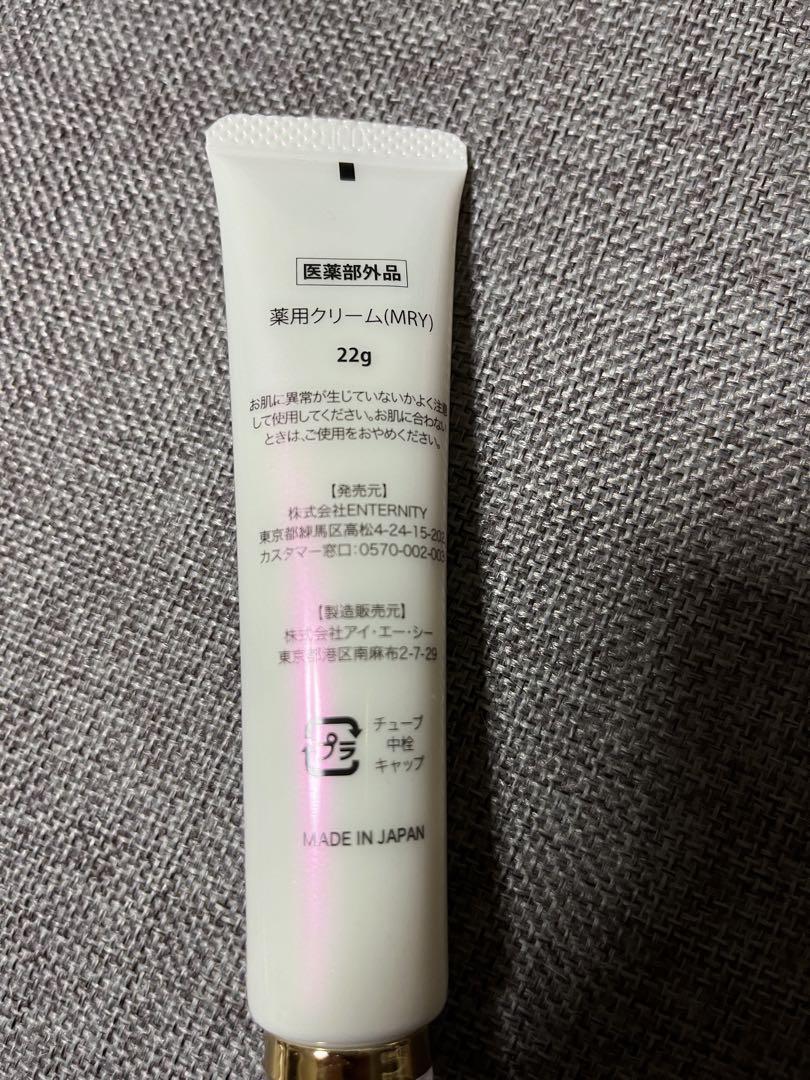 医薬部外品
薬用クリーム(MRY)
22g
お肌に異常が生じていないかよく注意
して使用してください。お肌に合わない
ときは、ご使用をおやめください。
【発売元】
株式会社ENTERNITY
東京都練馬区高松4-24-15-202
カスタマー窓口:0570-002-003
【製造販売元】
株式会社アイ・エー・シー
東京都港区南麻布2-7-29
プラ
チューブ
中栓
キャップ
MADE IN JAPAN